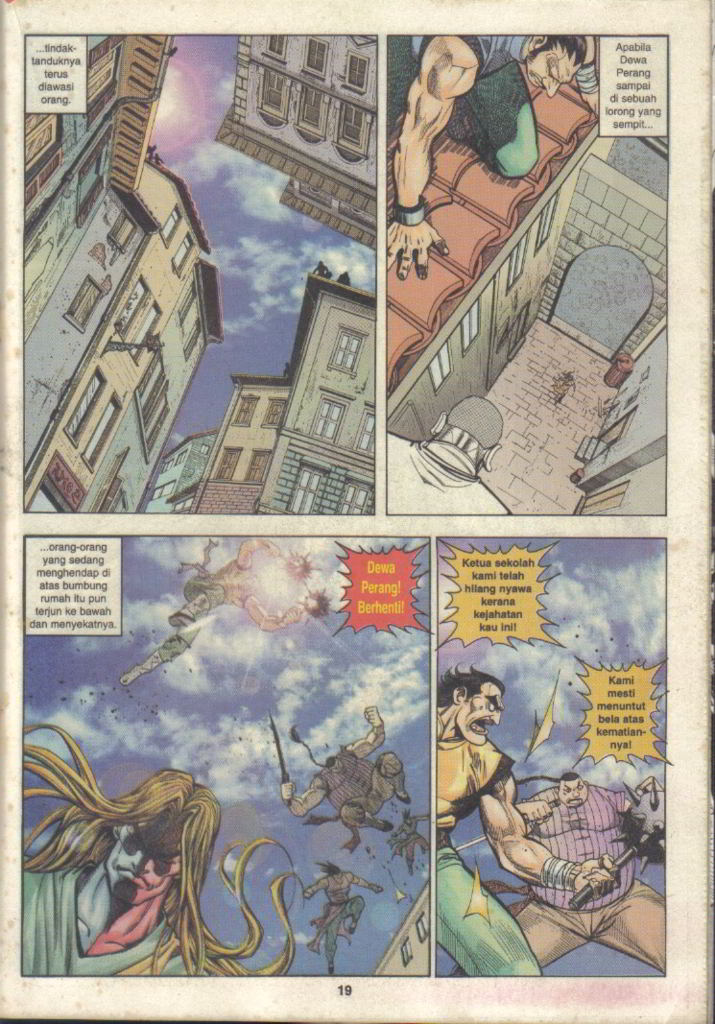 ...tindak-
tanduknya
terus
diawasi
orang.
Apabila
Dewa
Perang
sampai
di sebuah
lorong yang
sempit...
...orang-orang
yang sedang
menghendap di
atas bumbung
rumah itu pun
terjun ke bawah
dan menyekatnya.
Dewa
Perang!
Berhenti!
Ketua sekolah
kami telah
hilang nyawa
kerana
kejahatan
kau ini!
Kami
mesti
menuntut
bela atas
kematian-
nya!
19